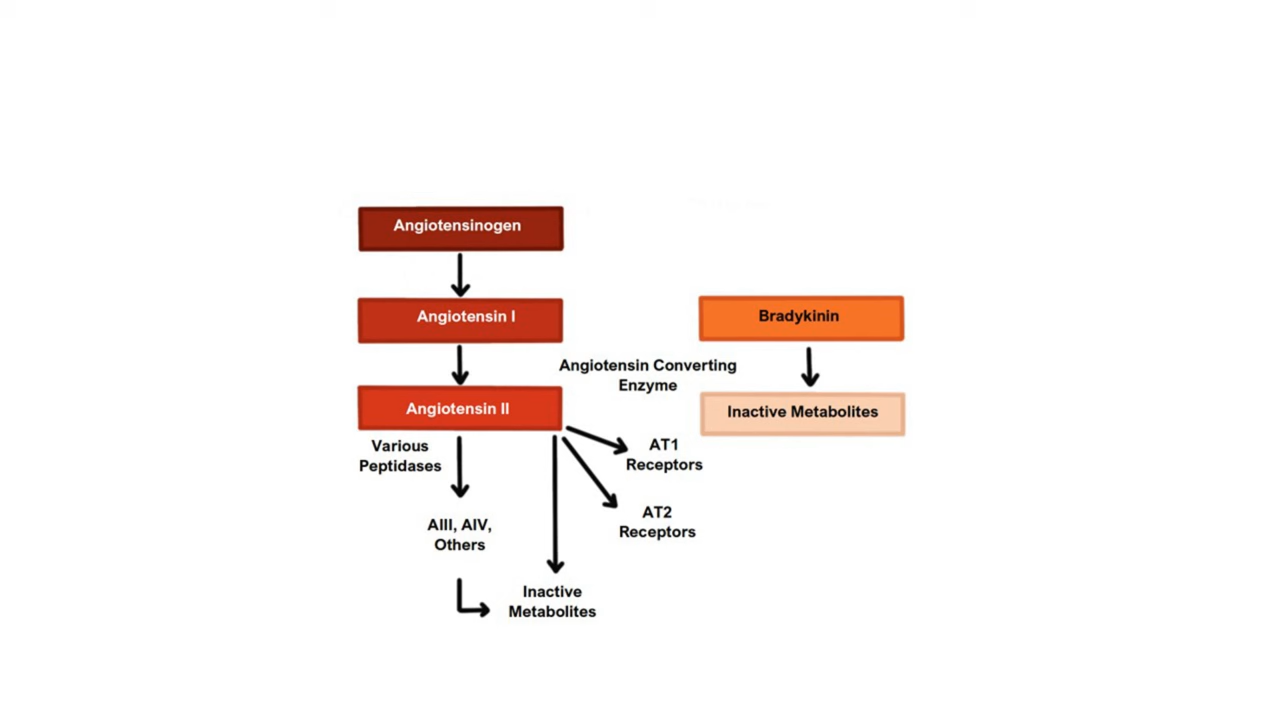 Angiotensinogen
Angiotensin I
Bradykinin
Angiotensin Converting
Enzyme
Angiotensin II
Inactive Metabolites
Various
Peptidases
AT1
Receptors
AT2
Receptors
AIII, AIV,
Others
Inactive
Metabolites